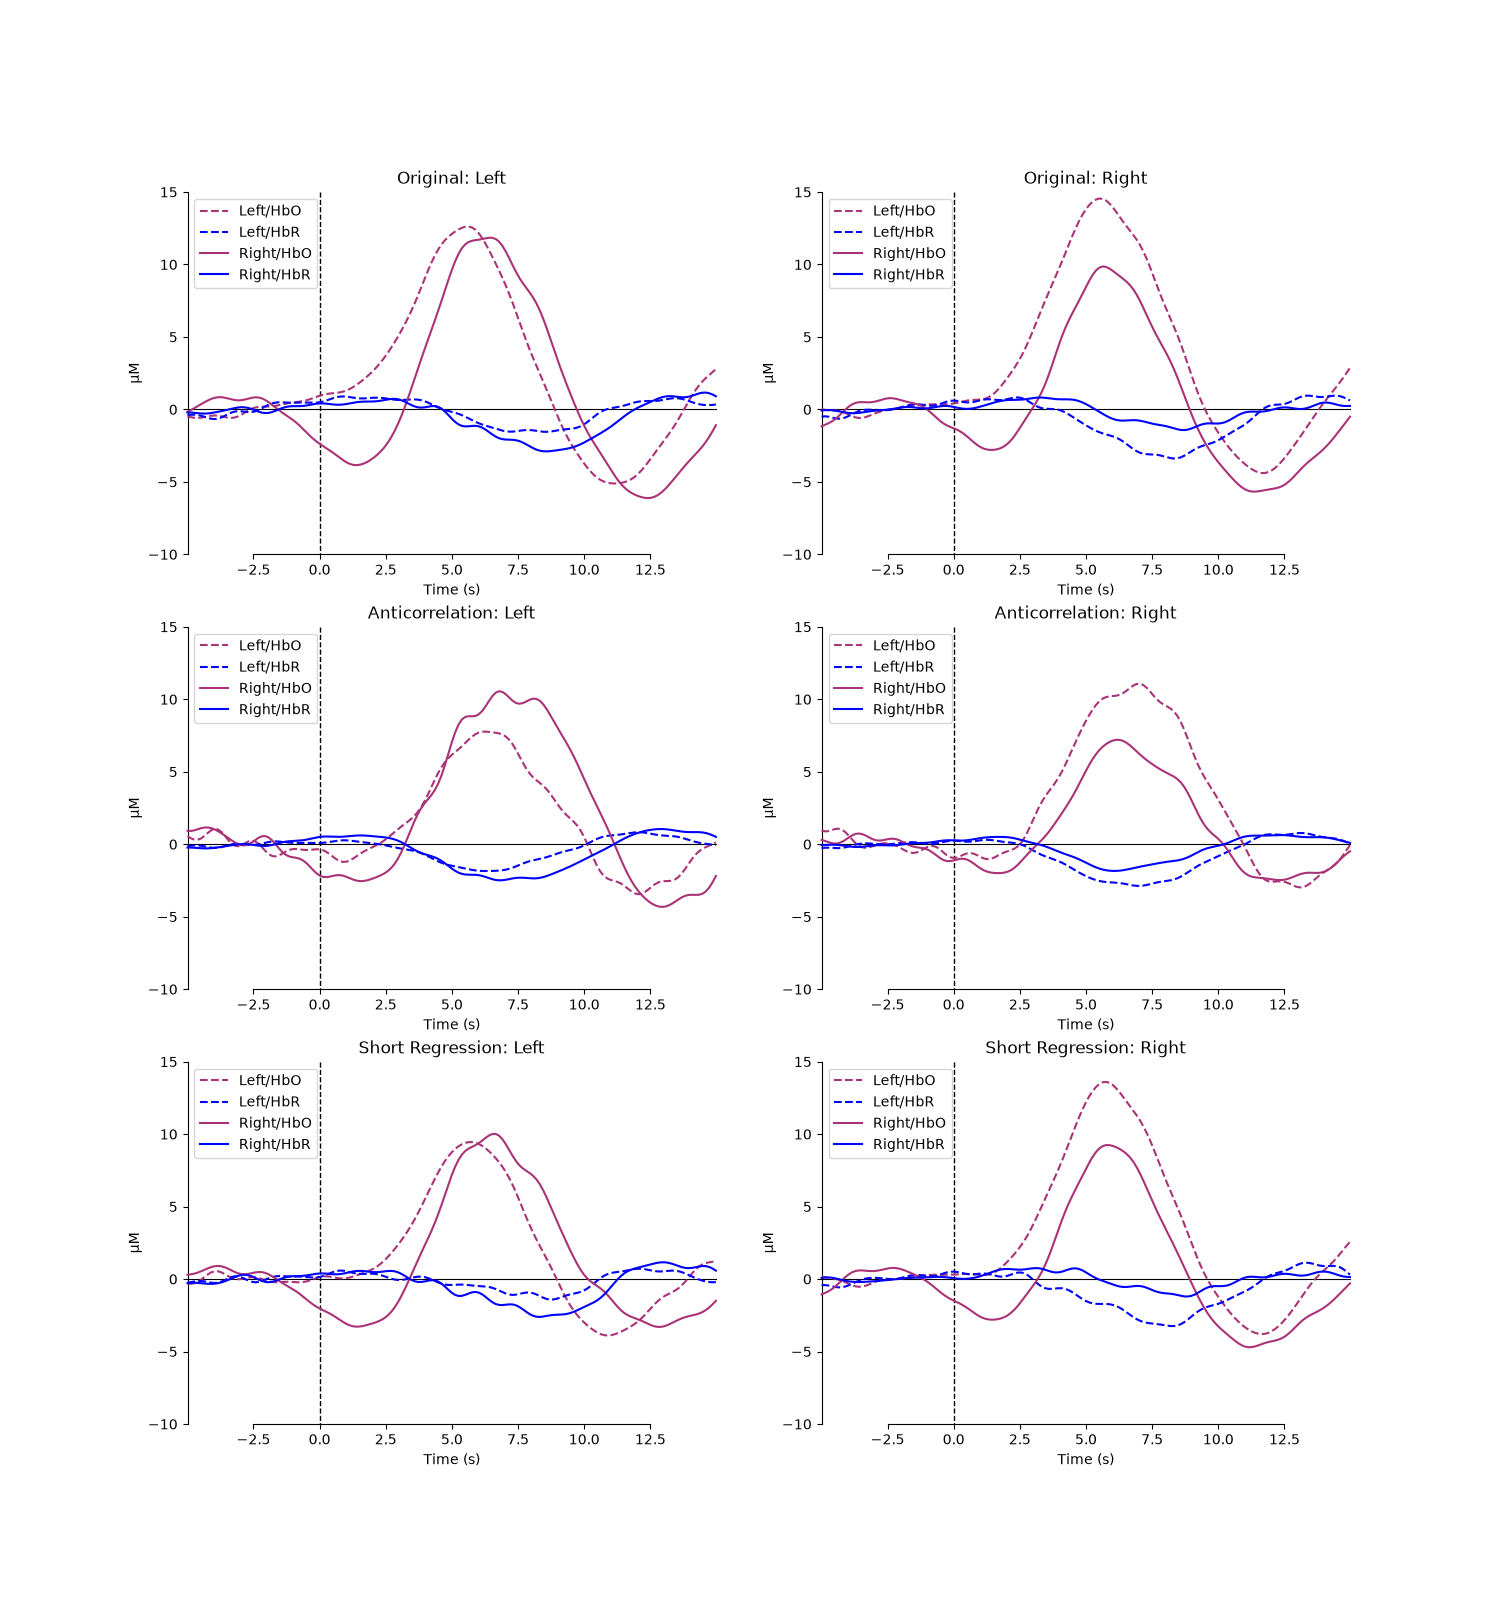 Original: Left
15
10
5
0
−5
−10
µM
Left/HbO
Left/HbR
Right/HbO
Right/HbR
−2.5 0.0 2.5 5.0 7.5 10.0 12.5
Time (s)
Original: Right
15
10
5
0
−5
−10
µM
Left/HbO
Left/HbR
Right/HbO
Right/HbR
−2.5 0.0 2.5 5.0 7.5 10.0 12.5
Time (s)
Anticorrelation: Left
15
10
5
0
−5
−10
µM
Left/HbO
Left/HbR
Right/HbO
Right/HbR
−2.5 0.0 2.5 5.0 7.5 10.0 12.5
Time (s)
Anticorrelation: Right
15
10
5
0
−5
−10
µM
Left/HbO
Left/HbR
Right/HbO
Right/HbR
−2.5 0.0 2.5 5.0 7.5 10.0 12.5
Time (s)
Short Regression: Left
15
10
5
0
−5
−10
µM
Left/HbO
Left/HbR
Right/HbO
Right/HbR
−2.5 0.0 2.5 5.0 7.5 10.0 12.5
Time (s)
Short Regression: Right
15
10
5
0
−5
−10
µM
Left/HbO
Left/HbR
Right/HbO
Right/HbR
−2.5 0.0 2.5 5.0 7.5 10.0 12.5
Time (s)